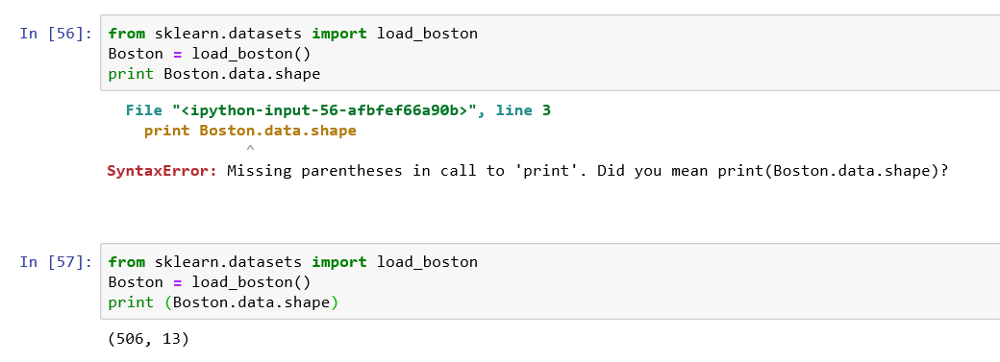 In [56]: from sklearn.datasets import load_boston
Boston = load_boston()
print Boston.data.shape
File "<ipython-input-56-afbfef66a90b>", line 3
print Boston.data.shape
^
SyntaxError: Missing parentheses in call to 'print'. Did you mean print(Boston.data.shape)?
In [57]: from sklearn.datasets import load_boston
Boston = load_boston()
print (Boston.data.shape)
(506, 13)